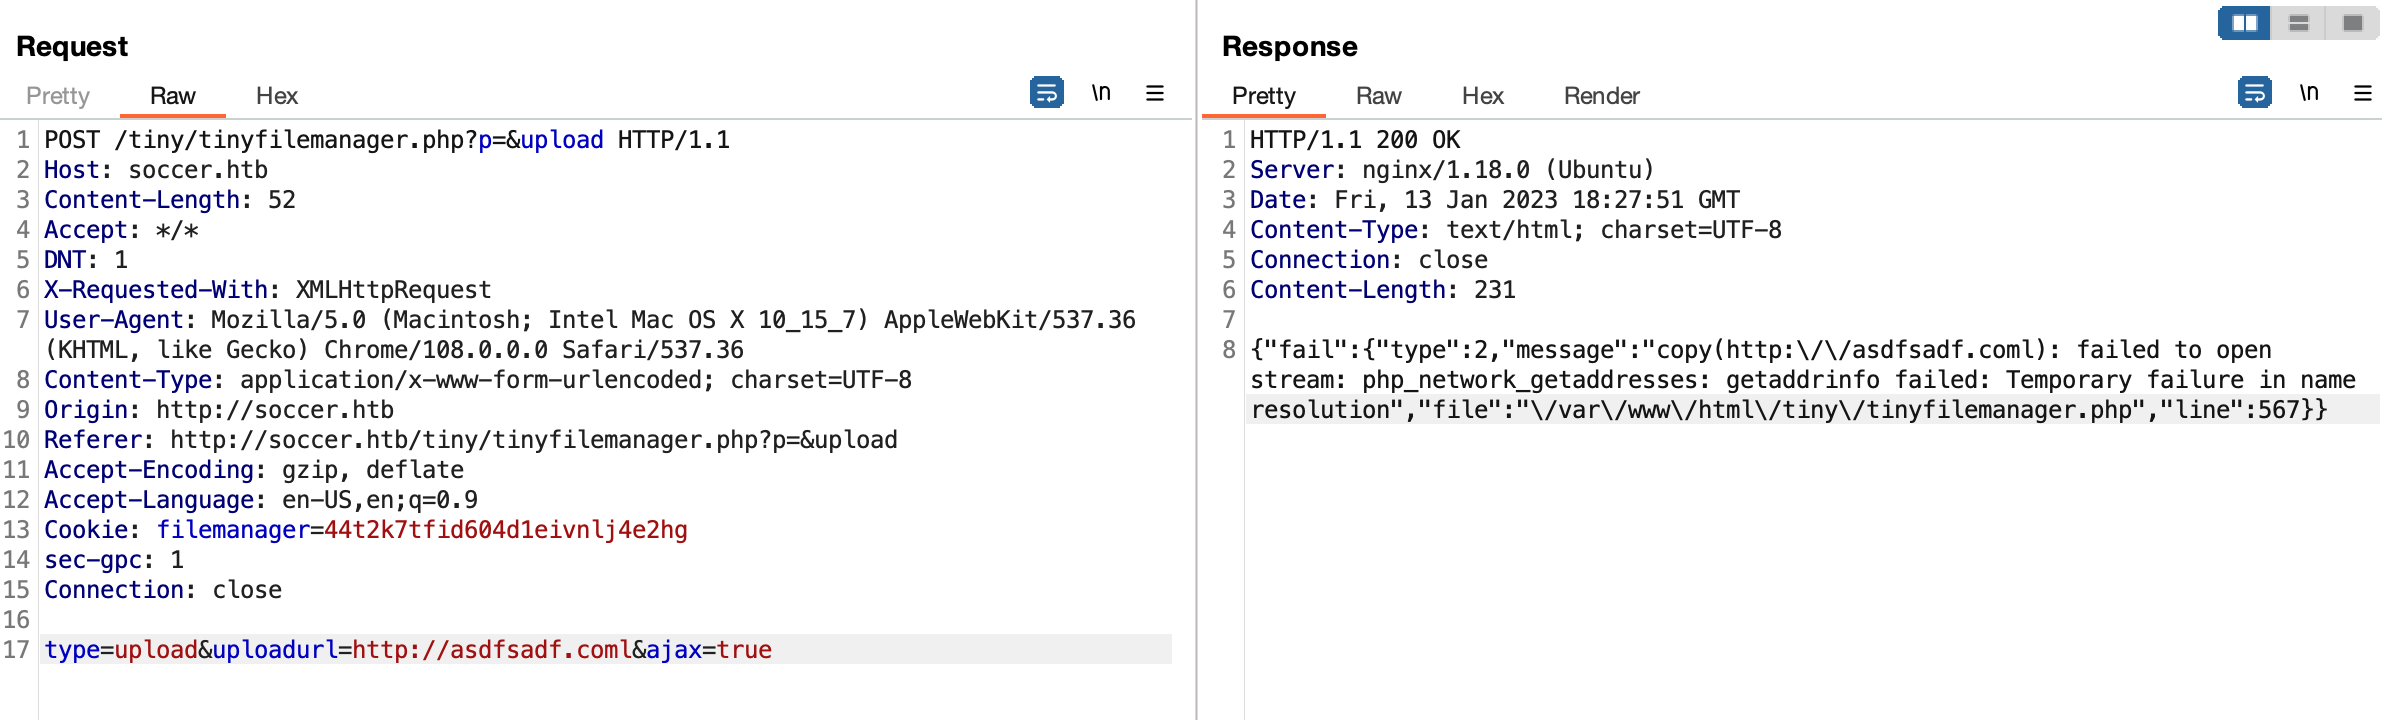 Request
Pretty Raw Hex \n
1 POST /tiny/tinyfilemanager.php?p=&upload HTTP/1.1
2 Host: soccer.htb
3 Content-Length: 52
4 Accept: */*
5 DNT: 1
6 X-Requested-With: XMLHttpRequest
7 User-Agent: Mozilla/5.0 (Macintosh; Intel Mac OS X 10_15_7) AppleWebKit/537.36
(KHTML, like Gecko) Chrome/108.0.0.0 Safari/537.36
8 Content-Type: application/x-www-form-urlencoded; charset=UTF-8
9 Origin: http://soccer.htb
10 Referer: http://soccer.htb/tiny/tinyfilemanager.php?p=&upload
11 Accept-Encoding: gzip, deflate
12 Accept-Language: en-US,en;q=0.9
13 Cookie: filemanager=44t2k7tfid604d1eivnlj4e2hg
14 sec-gpc: 1
15 Connection: close
16
17 type=upload&uploadurl=http://asdfsadf.coml&ajax=true
Response
Pretty Raw Hex Render \n
1 HTTP/1.1 200 OK
2 Server: nginx/1.18.0 (Ubuntu)
3 Date: Fri, 13 Jan 2023 18:27:51 GMT
4 Content-Type: text/html; charset=UTF-8
5 Connection: close
6 Content-Length: 231
7
8 {"fail":{"type":2,"message":"copy(http:\/\/asdfsadf.coml): failed to open
stream: php_network_getaddresses: getaddrinfo failed: Temporary failure in name
resolution","file":"\/var\/www\/html\/tiny\/tinyfilemanager.php","line":567}}